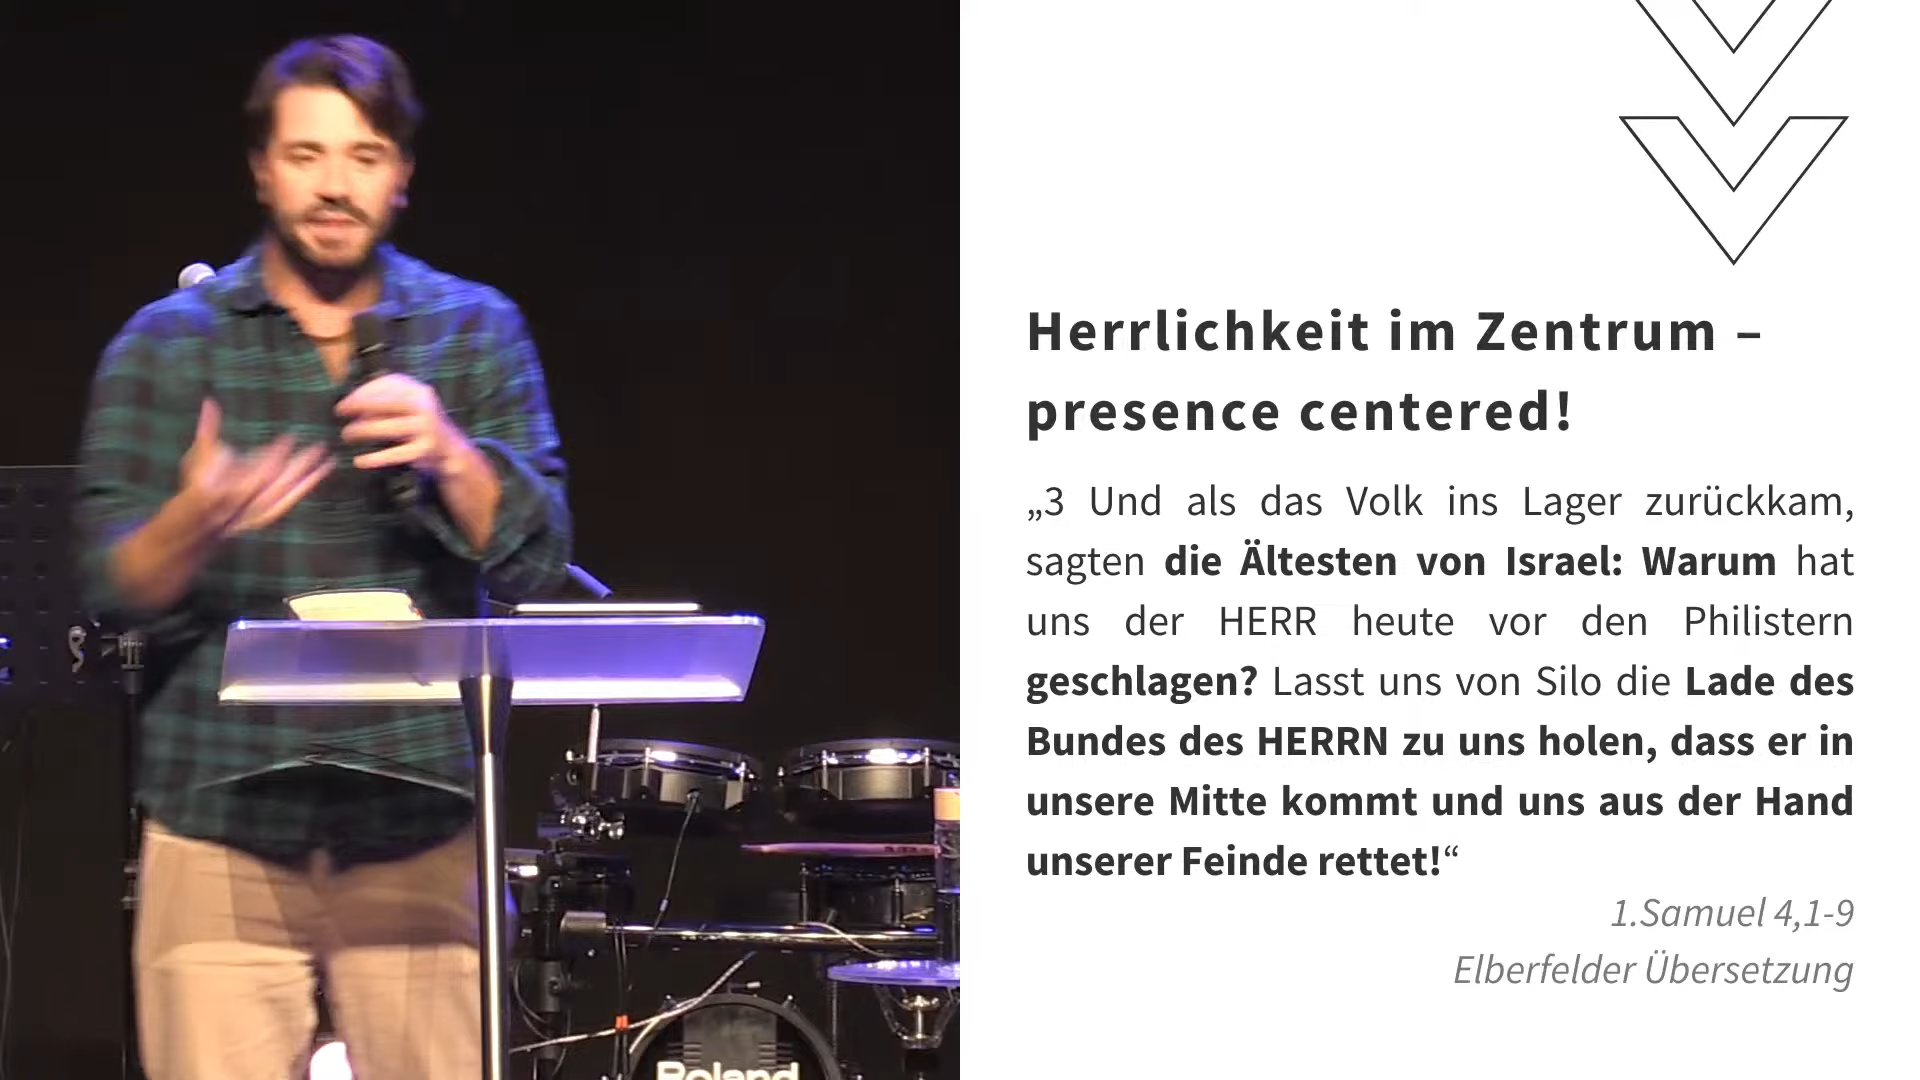 Herrlichkeit im Zentrum –
presence centered!
„3 Und als das Volk ins Lager zurückkam,
sagten die Ältesten von Israel: Warum hat
uns der HERR heute vor den Philistern
geschlagen? Lasst uns von Silo die Lade des
Bundes des HERRN zu uns holen, dass er in
unsere Mitte kommt und uns aus der Hand
unserer Feinde rettet!“
1.Samuel 4,1-9
Elberfelder Übersetzung
Roland